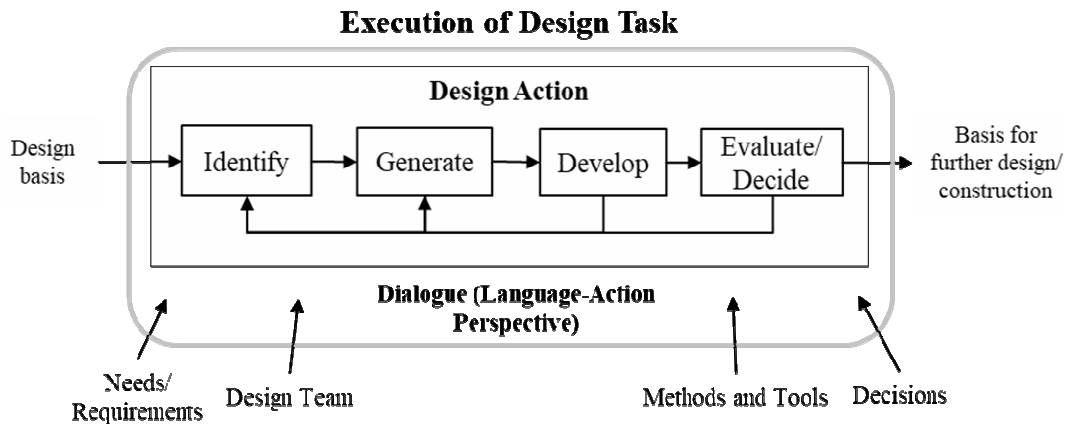 Execution of Design Task
Design Action
Design
basis
Identify
Generate
Develop
Evaluate/
Decide
Basis for
further design/
construction
Dialogue (Language-Action
Perspective)
Needs/
Requirements
Design Team
Methods and Tools
Decisions